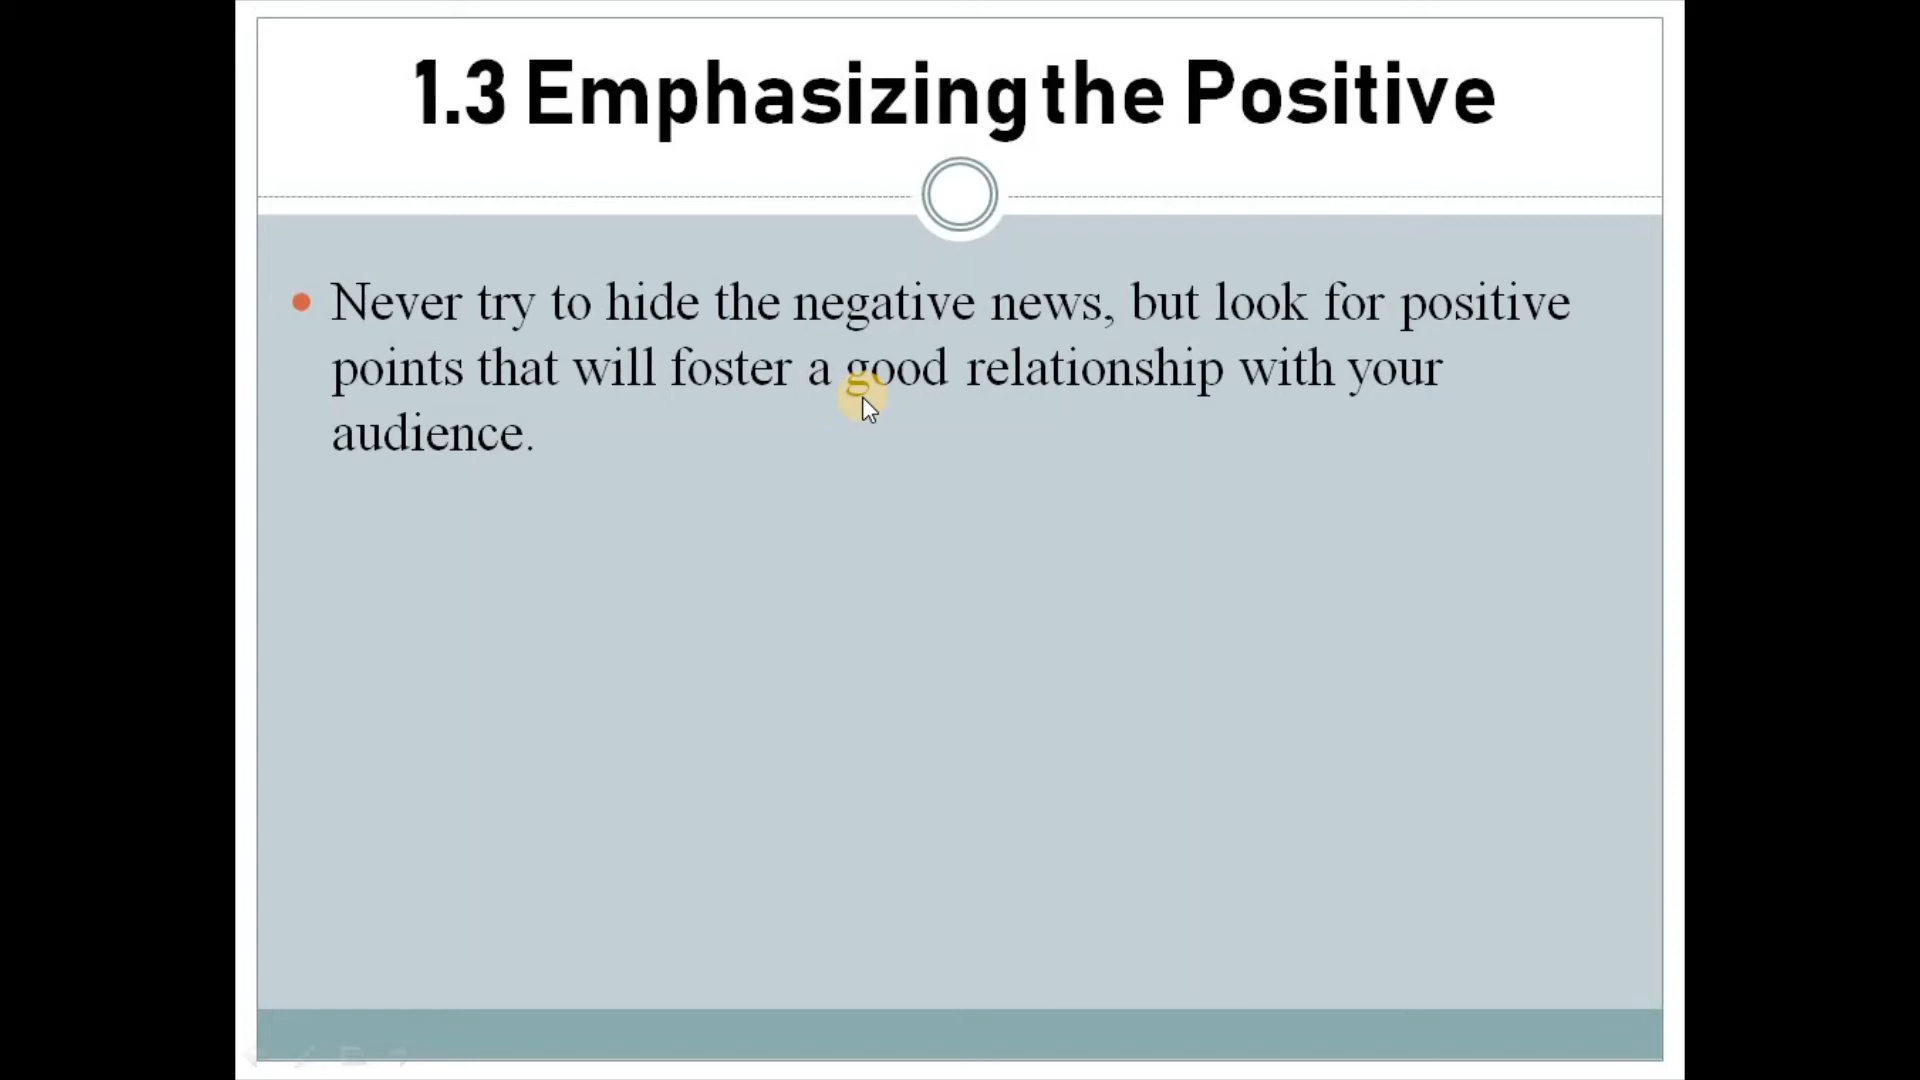 1.3 Emphasizing the Positive
Never try to hide the negative news, but look for positive
points that will foster a good relationship with your
audience.